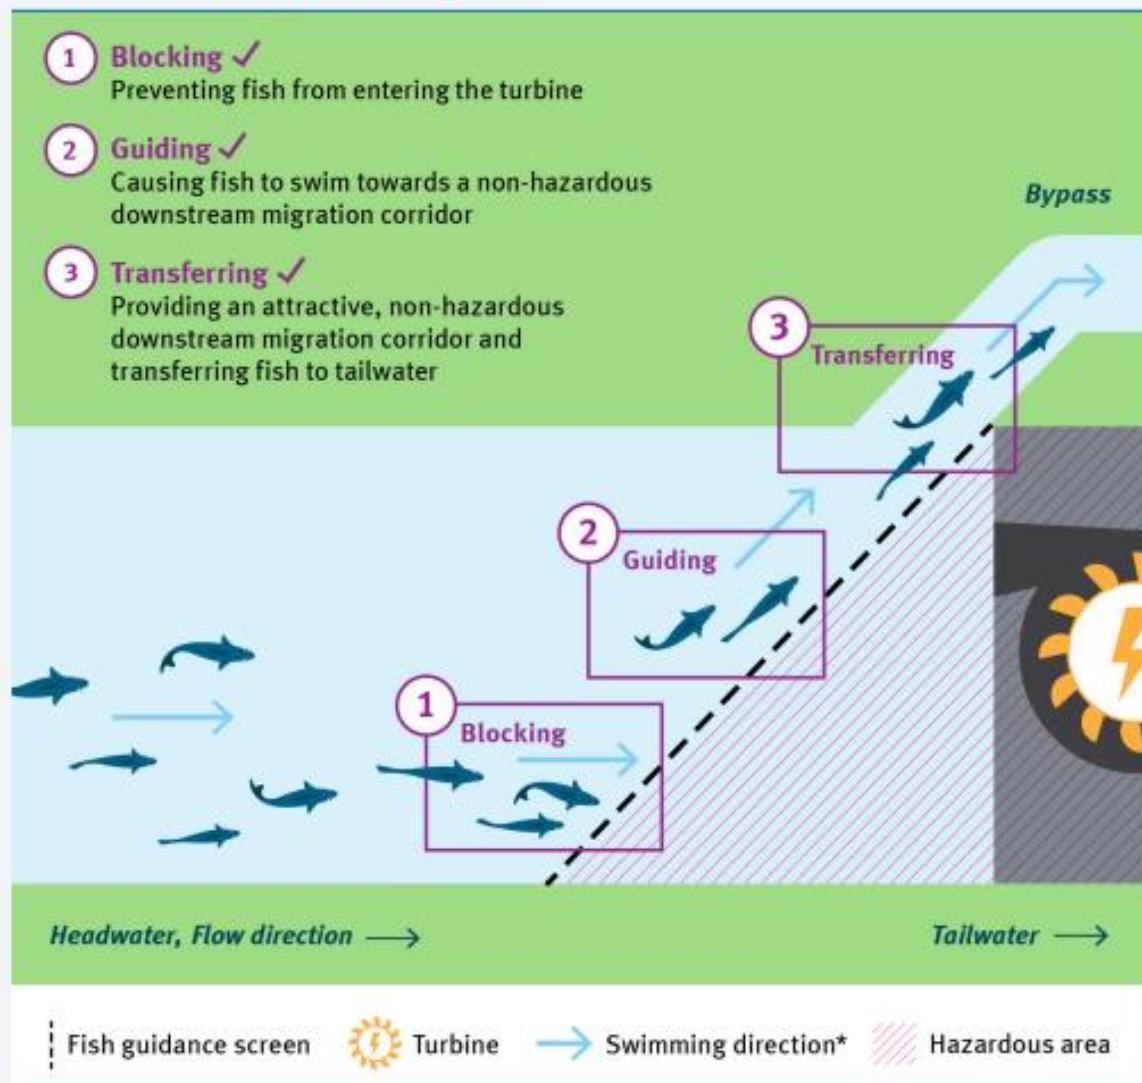 1 Blocking ✓
Preventing fish from entering the turbine
2 Guiding ✓
Causing fish to swim towards a non-hazardous
downstream migration corridor
3 Transferring ✓
Providing an attractive, non-hazardous
downstream migration corridor and
transferring fish to tailwater
Bypass
3
Transferring
2
Guiding
1
Blocking
Headwater, Flow direction →
Tailwater →
Fish guidance screen
Turbine
Swimming direction*
Hazardous area